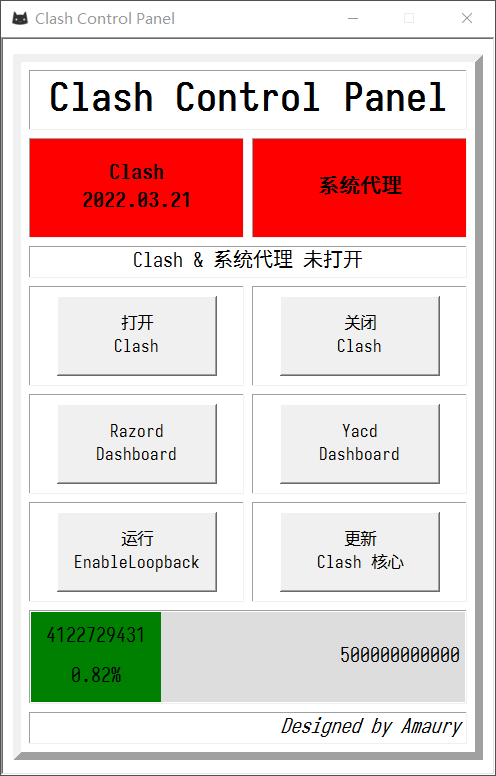 Clash Control Panel
Clash Control Panel
Clash
2022.03.21
系统代理
Clash & 系统代理 未打开
打开
Clash
关闭
Clash
Razord
Dashboard
Yacd
Dashboard
运行
EnableLoopback
更新
Clash 核心
4122729431
0.82%
500000000000
Designed by Amaury